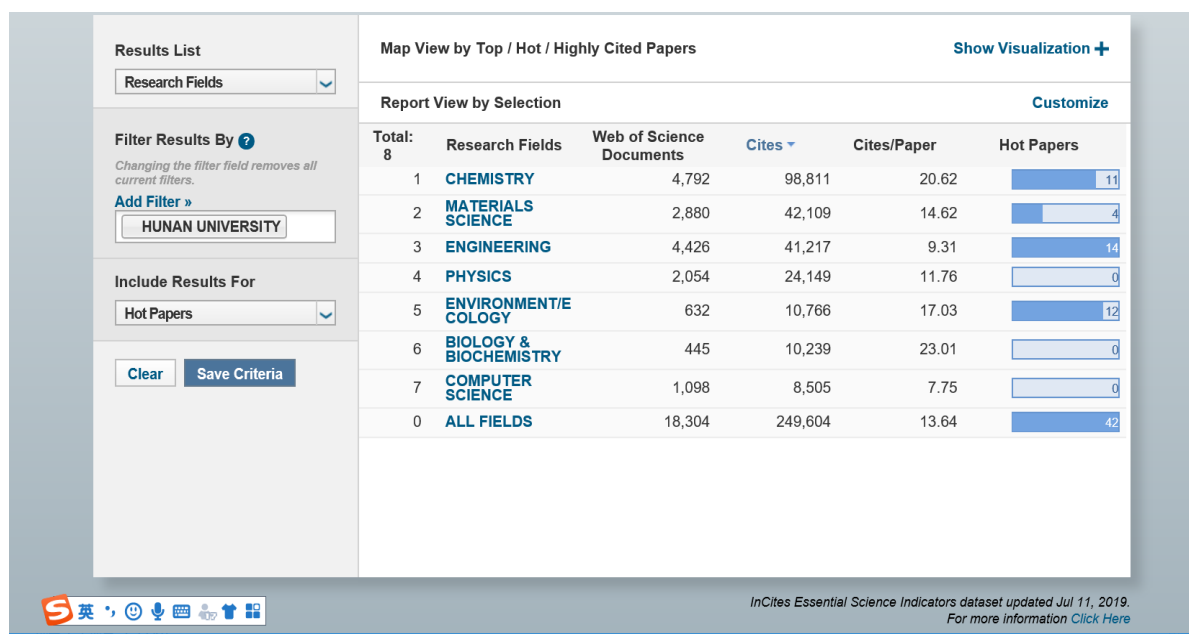 Results List
Research Fields
Filter Results By ?
Changing the filter field removes all
current filters.
Add Filter »
HUNAN UNIVERSITY
Include Results For
Hot Papers
Clear Save Criteria
Map View by Top / Hot / Highly Cited Papers Show Visualization +
Report View by Selection Customize
Total:
8 Research Fields Web of Science
Documents Cites Cites/Paper Hot Papers
1 CHEMISTRY 4,792 98,811 20.62 11
2 MATERIALS
SCIENCE 2,880 42,109 14.62 4
3 ENGINEERING 4,426 41,217 9.31 14
4 PHYSICS 2,054 24,149 11.76 0
5 ENVIRONMENT/E
COLOGY 632 10,766 17.03 12
6 BIOLOGY &
BIOCHEMISTRY 445 10,239 23.01 0
7 COMPUTER
SCIENCE 1,098 8,505 7.75 0
0 ALL FIELDS 18,304 249,604 13.64 42
S 英
InCites Essential Science Indicators dataset updated Jul 11, 2019.
For more information Click Here